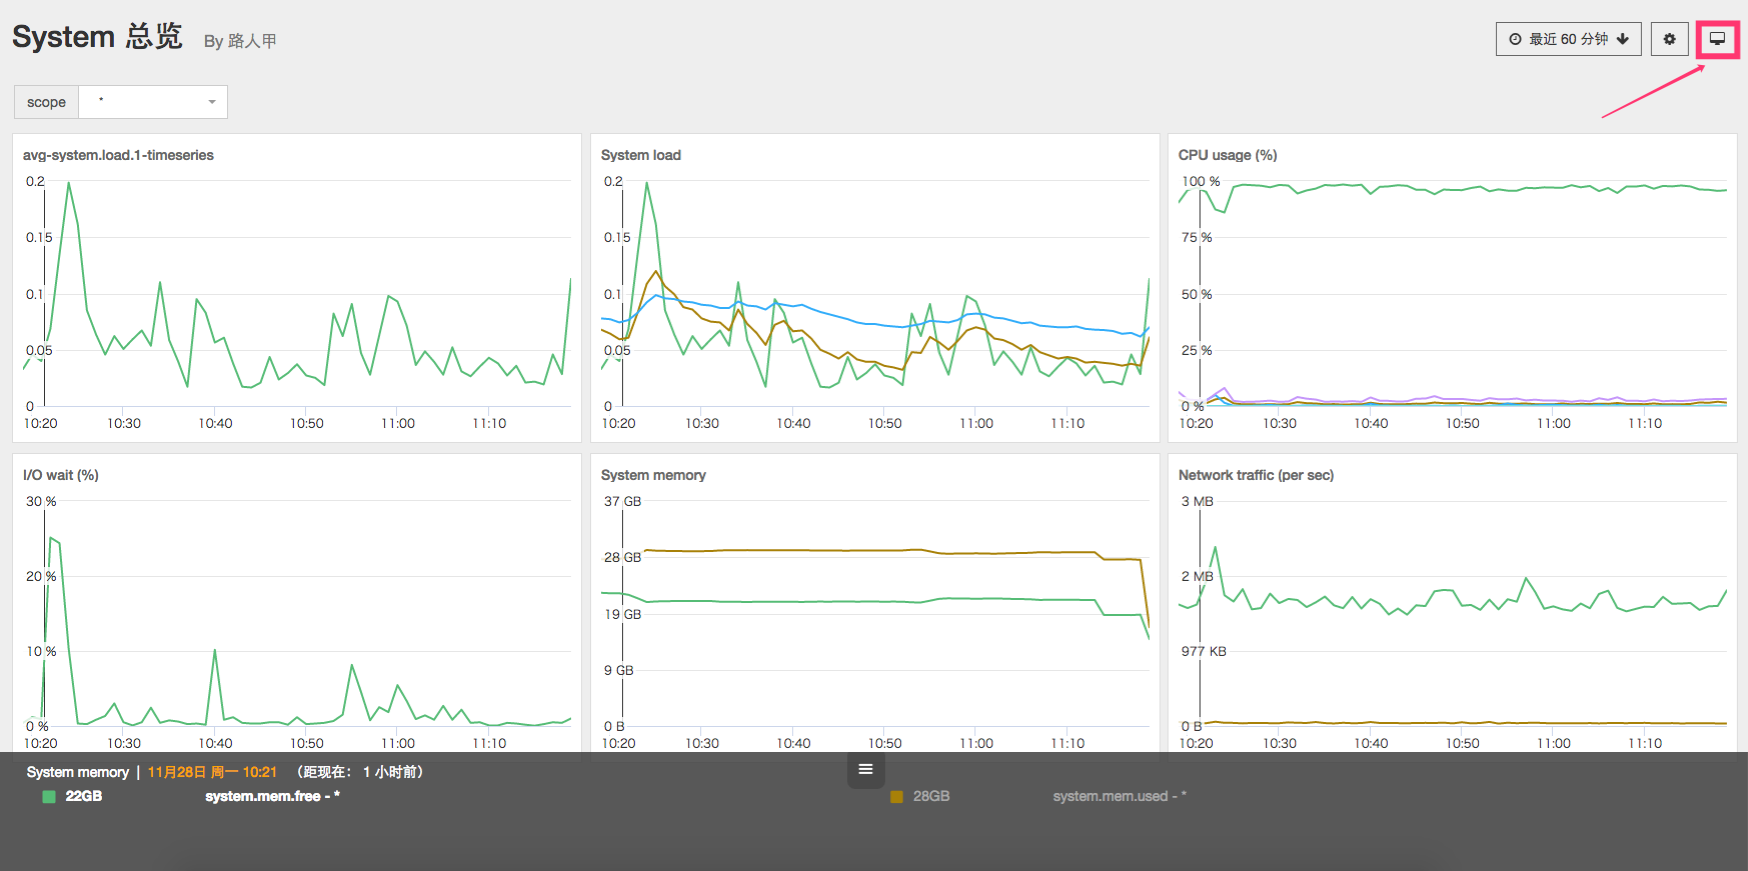 System 总览 By 路人甲
最近 60 分钟
scope *
avg-system.load.1-timeseries
0.2
0.15
0.1
0.05
0
10:20 10:30 10:40 10:50 11:00 11:10
System load
0.2
0.15
0.1
0.05
0
10:20 10:30 10:40 10:50 11:00 11:10
CPU usage (%)
100 %
75 %
50 %
25 %
0 %
10:20 10:30 10:40 10:50 11:00 11:10
I/O wait (%)
30 %
20 %
10 %
0 %
10:20 10:30 10:40 10:50 11:00 11:10
System memory
37 GB
28 GB
19 GB
9 GB
0 B
10:20 10:30 10:40 10:50 11:00 11:10
Network traffic (per sec)
3 MB
2 MB
977 KB
0 B
10:20 10:30 10:40 10:50 11:00 11:10
System memory | 11月28日 周一 10:21 （距现在： 1 小时前）
22GB system.mem.free - * 28GB system.mem.used - *